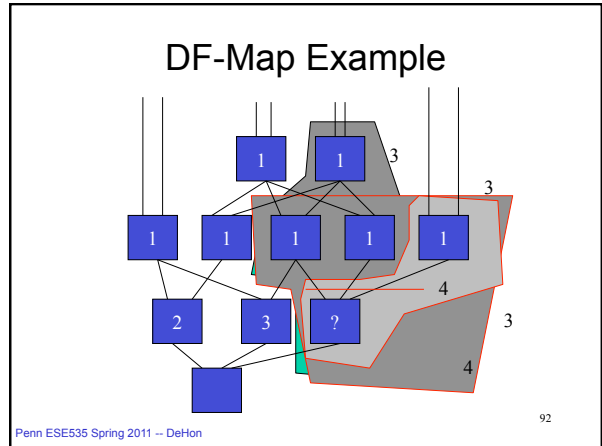 DF-Map Example
1 1 3
3
1 1 1 1 1
4
2 3 ? 3
4
92
Penn ESE535 Spring 2011 -- DeHon